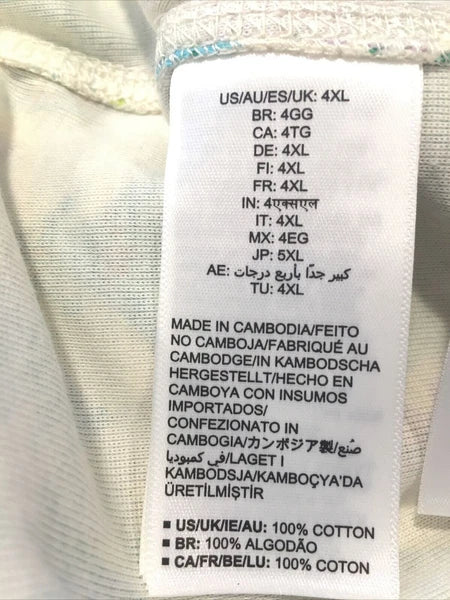 US/AU/ES/UK: 4XL
BR: 4GG
CA: 4TG
DE: 4XL
FI: 4XL
FR: 4XL
IN: 4एक्सएल
IT: 4XL
MX: 4EG
JP: 5XL
AE: كبير جدًا بأربع درجات
TU: 4XL
MADE IN CAMBODIA/FEITO
NO CAMBOJA/FABRIQUÉ AU
CAMBODGE/IN KAMBODSCHA
HERGESTELLT/HECHO EN
CAMBOYA CON INSUMOS
IMPORTADOS/
CONFEZIONATO IN
CAMBOGIA/カンボジア製/صُنع
في كمبوديا/LAGET I
KAMBODSJA/KAMBOÇYA'DA
ÜRETİLMİŞTİR
▪ US/UK/IE/AU: 100% COTTON
▪ BR: 100% ALGODÃO
▪ CA/FR/BE/LU: 100% COTON